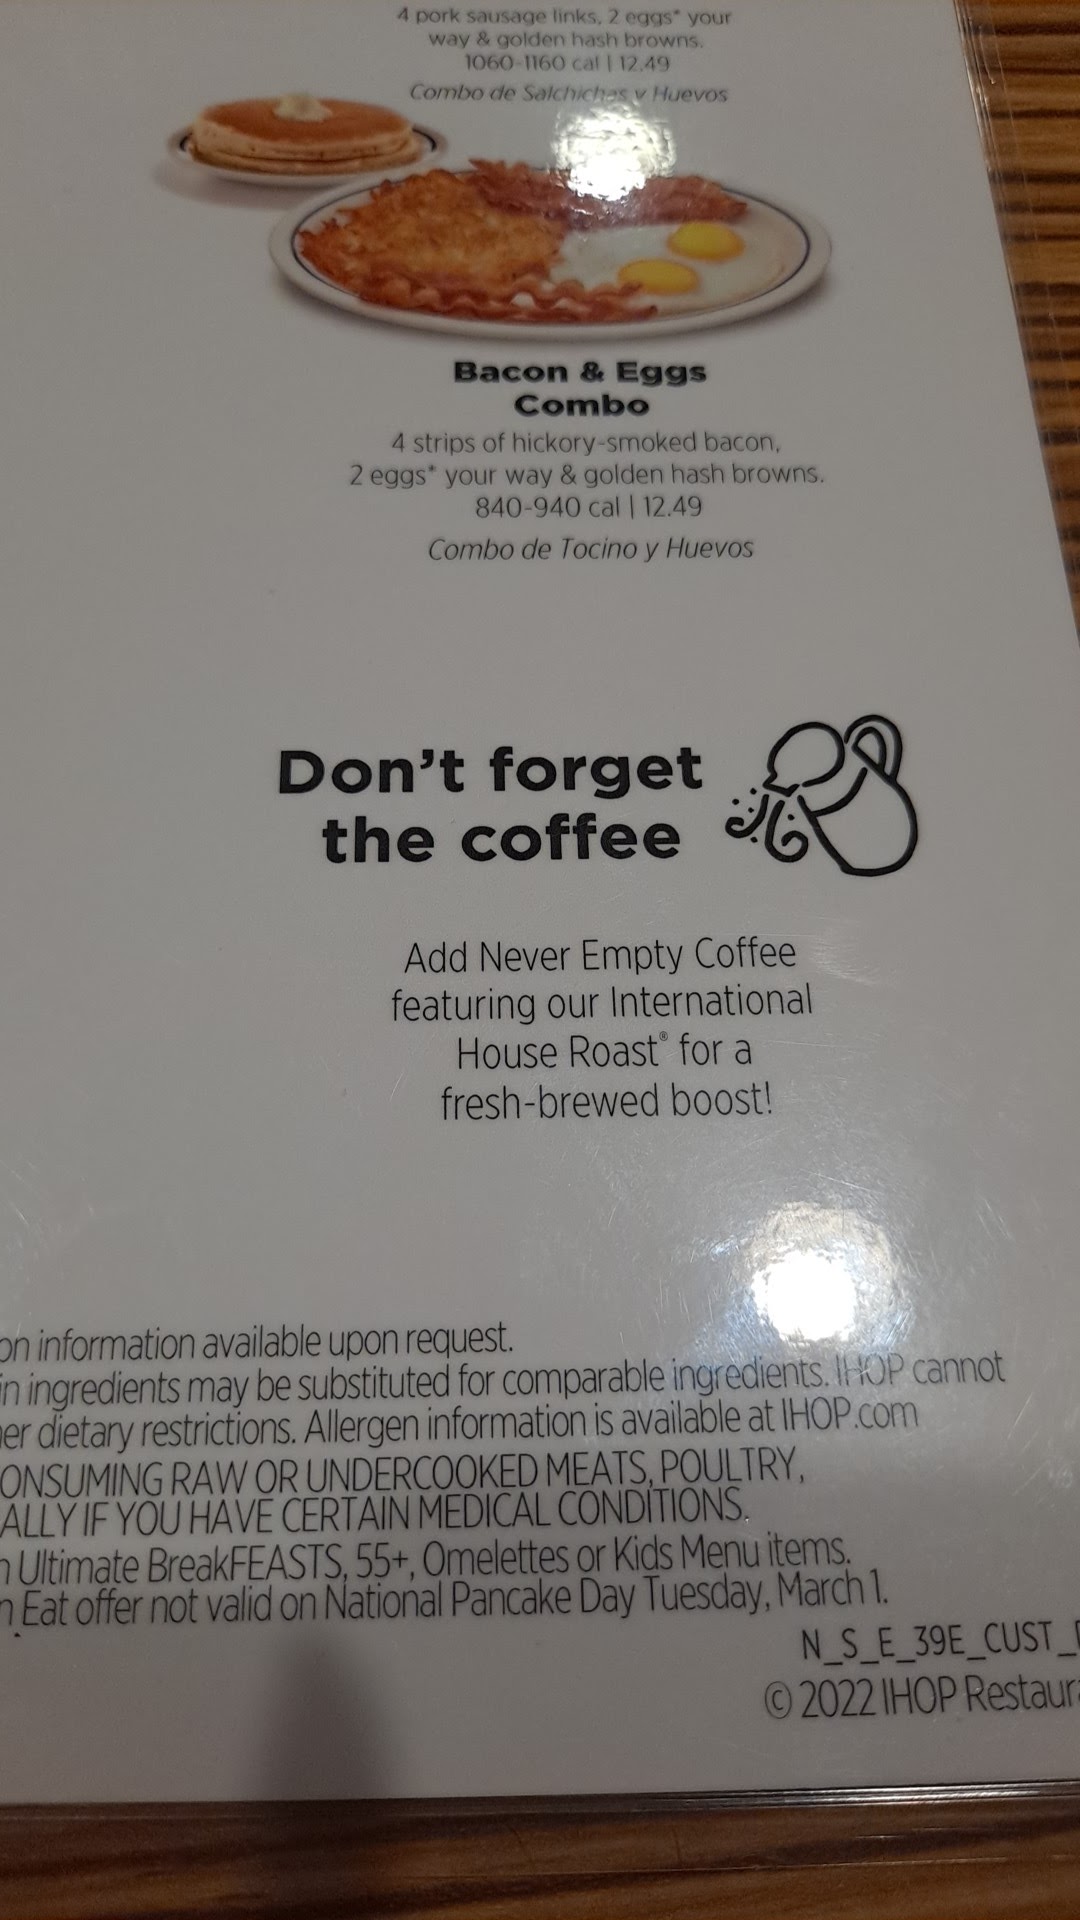 4 pork sausage links, 2 eggs* your
way & golden hash browns.
1060-1160 cal | 12.49
Combo de Salchichas y Huevos
Bacon & Eggs
Combo
4 strips of hickory-smoked bacon,
2 eggs* your way & golden hash browns.
840-940 cal | 12.49
Combo de Tocino y Huevos
Don't forget
the coffee
Add Never Empty Coffee
featuring our International
House Roast® for a
fresh-brewed boost!
on information available upon request.
in ingredients may be substituted for comparable ingredients. IHOP cannot
er dietary restrictions. Allergen information is available at IHOP.com
ONSUMING RAW OR UNDERCOOKED MEATS, POULTRY,
ALLY IF YOU HAVE CERTAIN MEDICAL CONDITIONS.
n Ultimate BreakFEASTS, 55+, Omelettes or Kids Menu items.
n Eat offer not valid on National Pancake Day Tuesday, March 1.
N_S_E_39E_CUST_
© 2022 IHOP Restaur